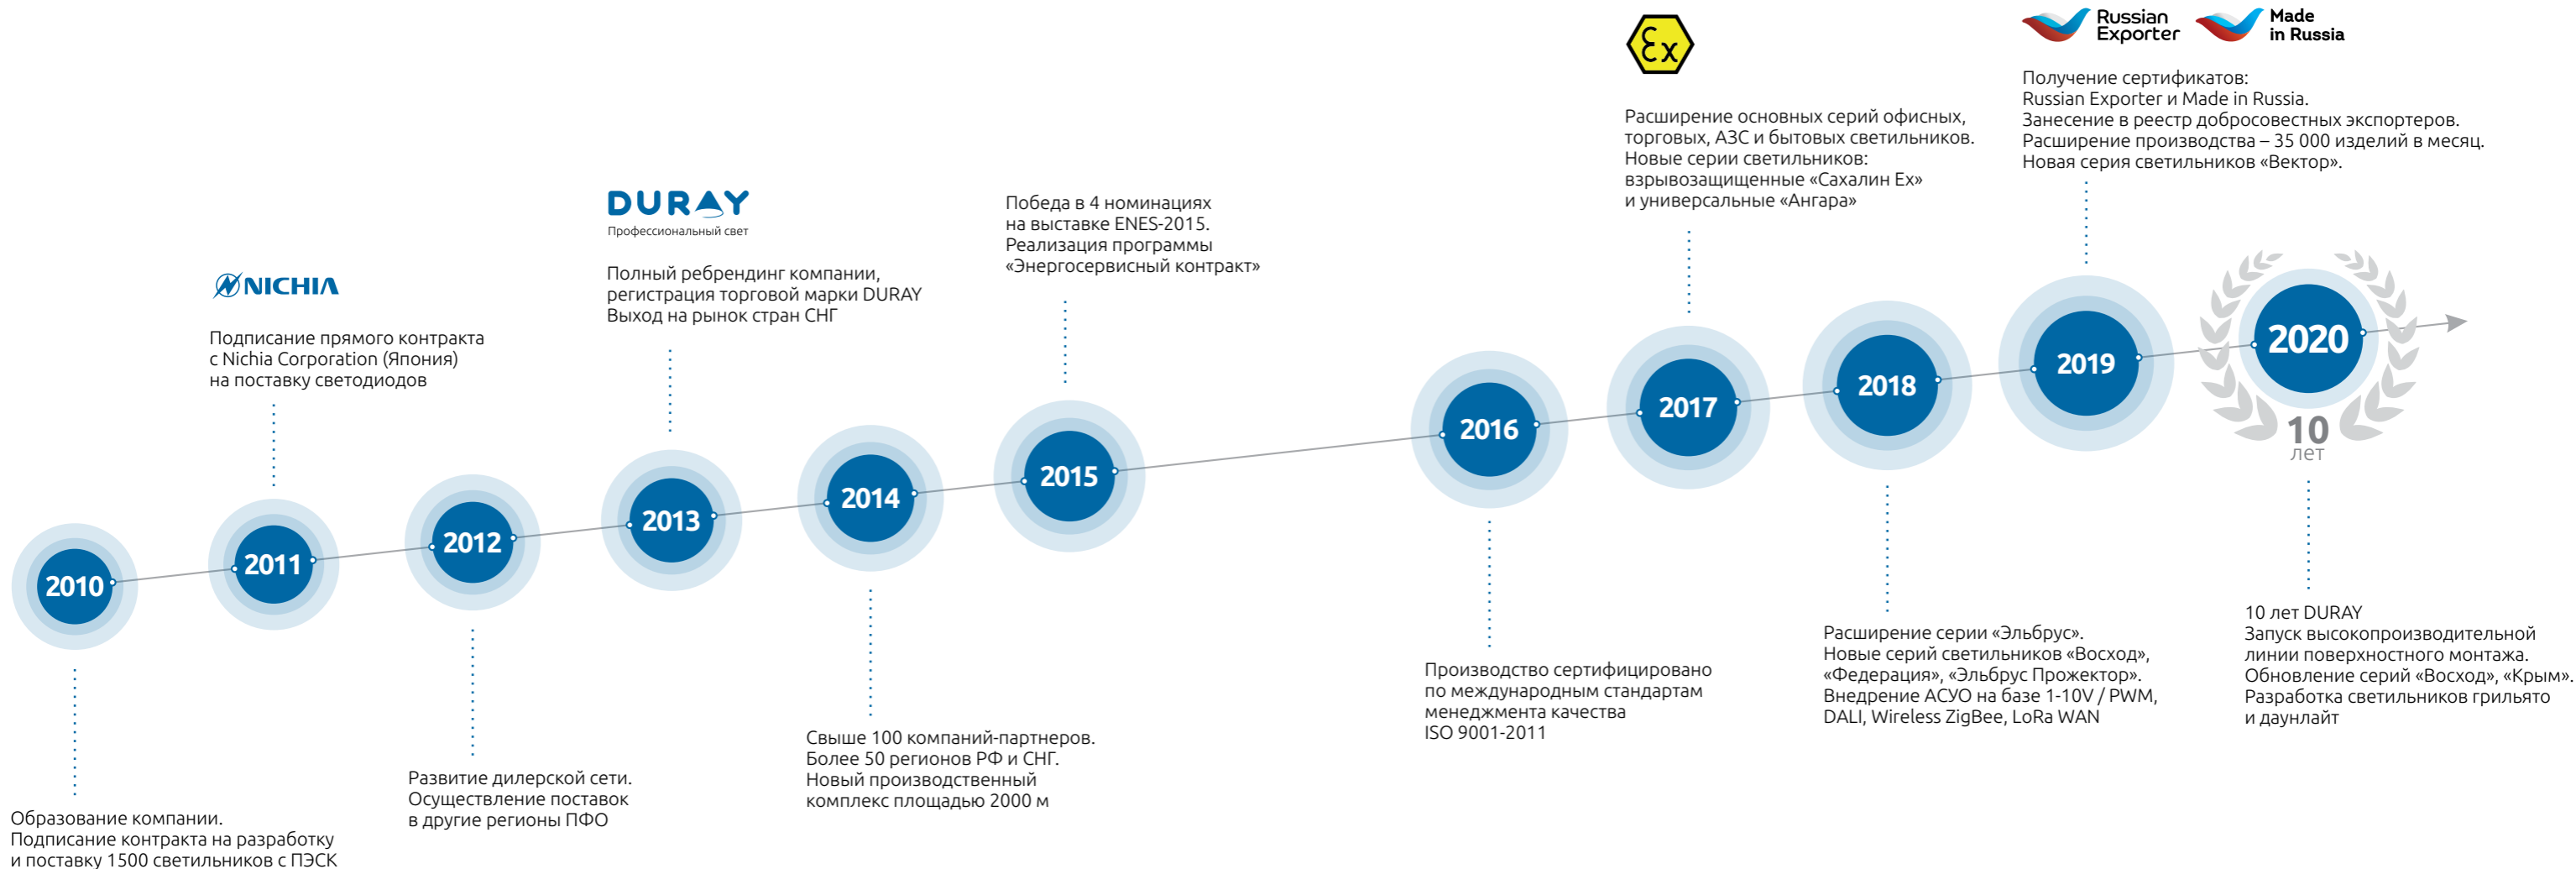 2010
Образование компании.
Подписание контракта на разработку
и поставку 1500 светильников с ПЭСК
NICHIA
Подписание прямого контракта
с Nichia Corporation (Япония)
на поставку светодиодов
2011
2012
Развитие дилерской сети.
Осуществление поставок
в другие регионы ПФО
DURAY
Профессиональный свет
Полный ребрендинг компании,
регистрация торговой марки DURAY
Выход на рынок стран СНГ
2013
2014
Свыше 100 компаний-партнеров.
Более 50 регионов РФ и СНГ.
Новый производственный
комплекс площадью 2000 м
Победа в 4 номинациях
на выставке ENES-2015.
Реализация программы
«Энергосервисный контракт»
2015
2016
Производство сертифицировано
по международным стандартам
менеджмента качества
ISO 9001-2011
Ex
Расширение основных серий офисных,
торговых, АЗС и бытовых светильников.
Новые серии светильников:
взрывозащищенные «Сахалин Ex»
и универсальные «Ангара»
2017
2018
Расширение серии «Эльбрус».
Новые серий светильников «Восход»,
«Федерация», «Эльбрус Прожектор».
Внедрение АСУО на базе 1-10V / PWM,
DALI, Wireless ZigBee, LoRa WAN
Russian
Exporter
Made
in Russia
Получение сертификатов:
Russian Exporter и Made in Russia.
Занесение в реестр добросовестных экспортеров.
Расширение производства – 35 000 изделий в месяц.
Новая серия светильников «Вектор».
2019
2020
10
лет
10 лет DURAY
Запуск высокопроизводительной
линии поверхностного монтажа.
Обновление серий «Восход», «Крым».
Разработка светильников грильято
и даунлайт